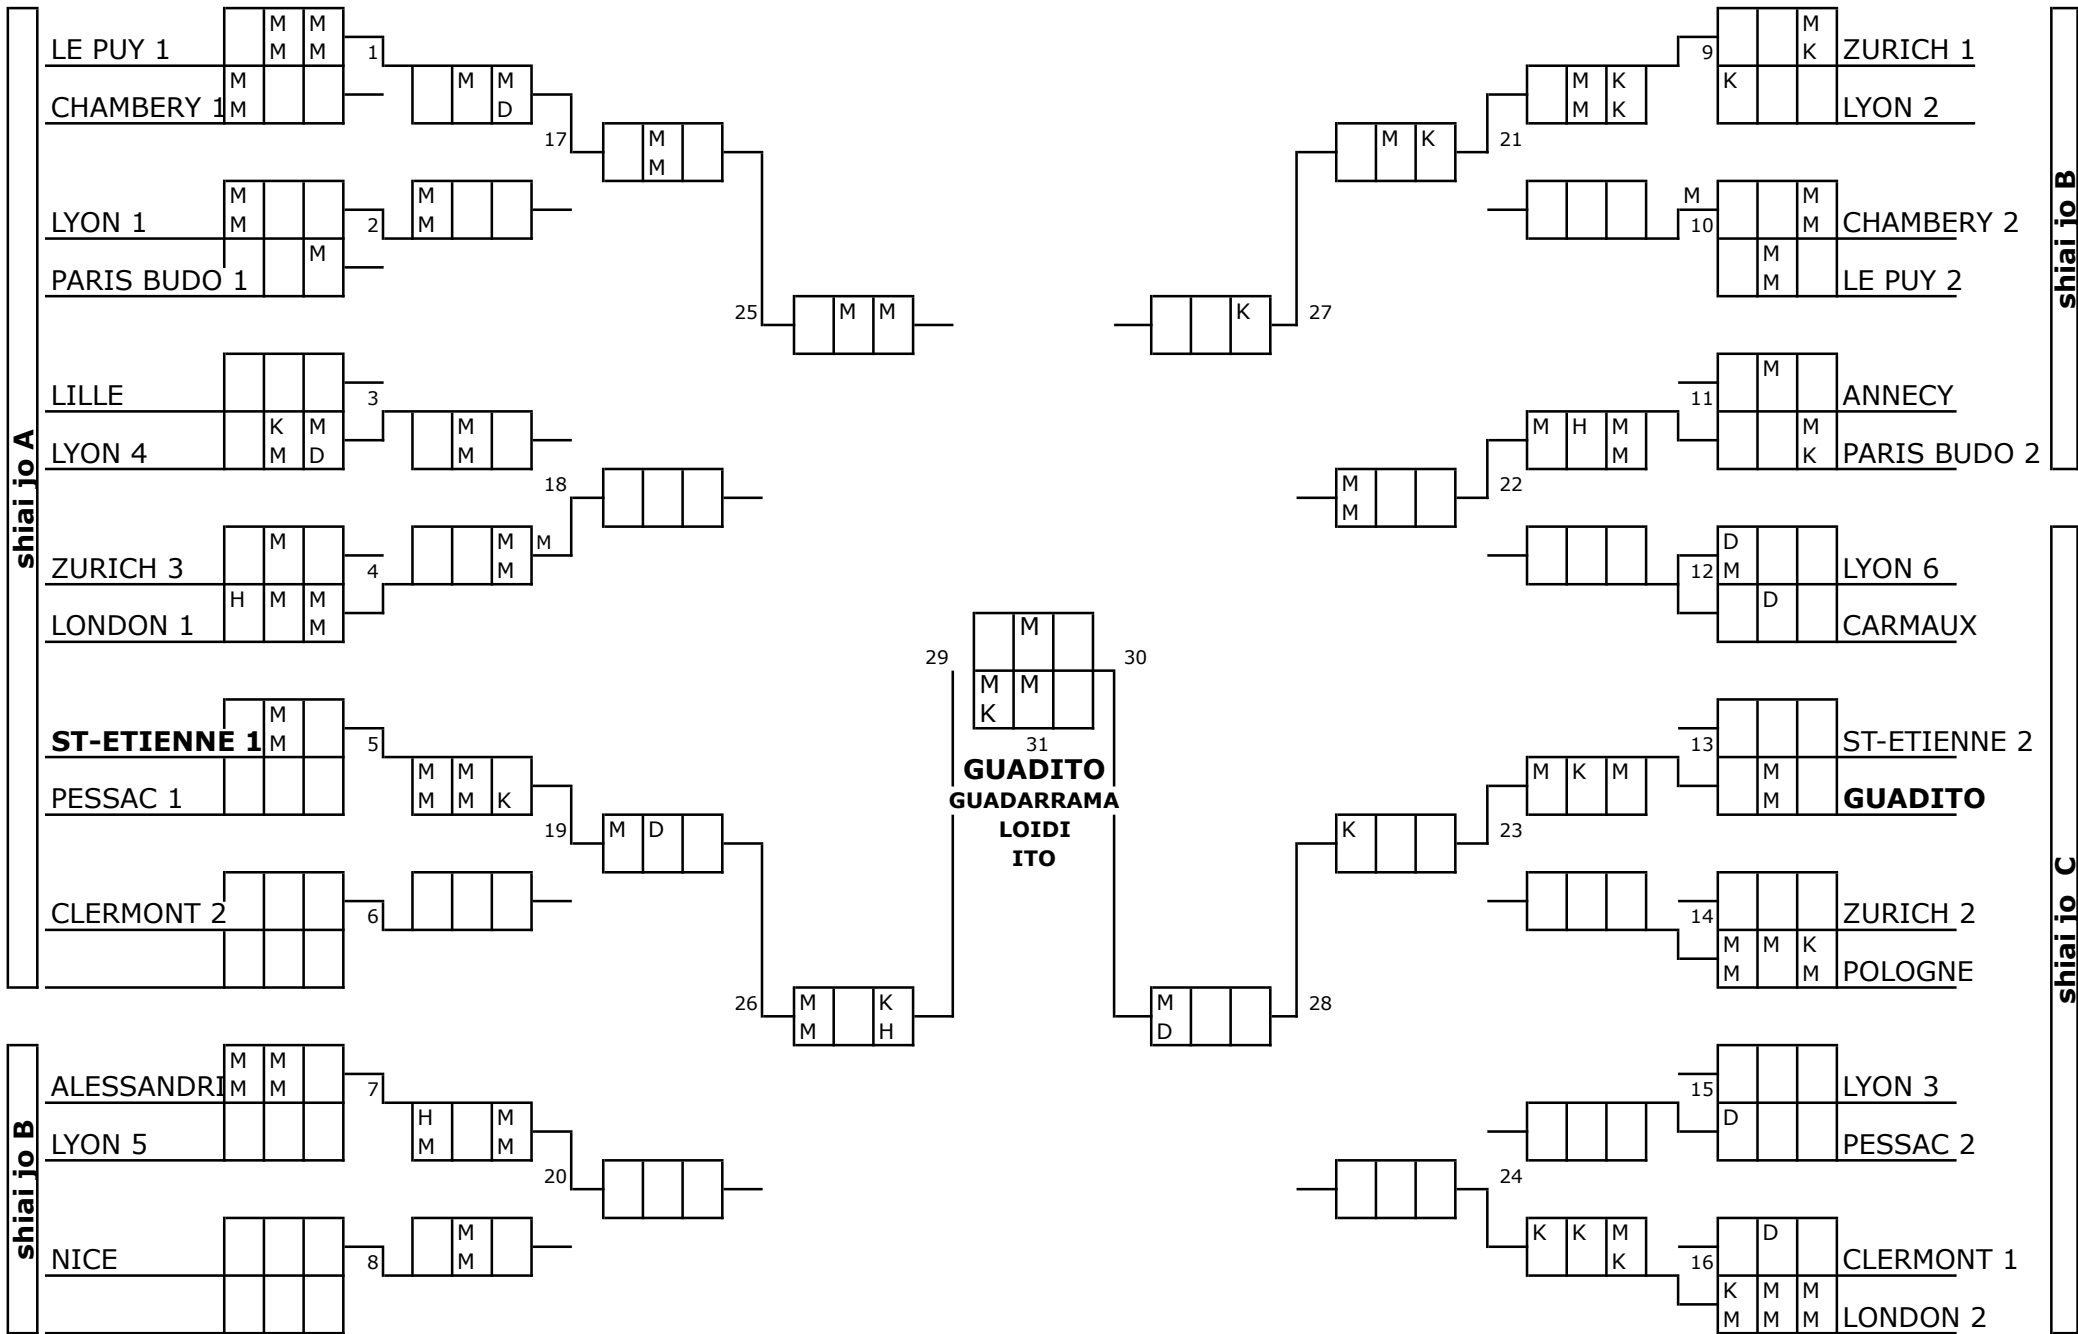 shiai jo A
LE PUY 1
M M
M M
1
CHAMBERY 1
M
M
M M
D
17
M
M
LYON 1
M
M
2
M
M
PARIS BUDO 1
M
25
M M
LILLE
3
LYON 4
K M
M D
M
M
18
ZURICH 3
M
4
M
M
M
LONDON 1
H M M
M
ST-ETIENNE 1
M
M
5
PESSAC 1
M M
M M K
19
M D
CLERMONT 2
6
26
M K
M H
shiai jo B
ALESSANDRI
M M
M M
7
LYON 5
H M
M M
20
NICE
8
M
M
29
M
30
M M
K
31
GUADITO
GUADARRAMA
LOIDI
ITO
shiai jo B
9
M
K
ZURICH 1
K
LYON 2
M K
M K
21
M K
M
10
M
M
CHAMBERY 2
M
M
LE PUY 2
K
27
11
M
ANNECY
M
K
PARIS BUDO 2
M H M
M
22
M
M
shiai jo C
12
D
M
LYON 6
D
CARMAUX
13
ST-ETIENNE 2
M
M
GUADITO
M K M
23
K
14
ZURICH 2
M M K
M M
POLOGNE
M
D
28
15
LYON 3
D
PESSAC 2
24
K K M
K
16
D
CLERMONT 1
K M M
M M M
LONDON 2